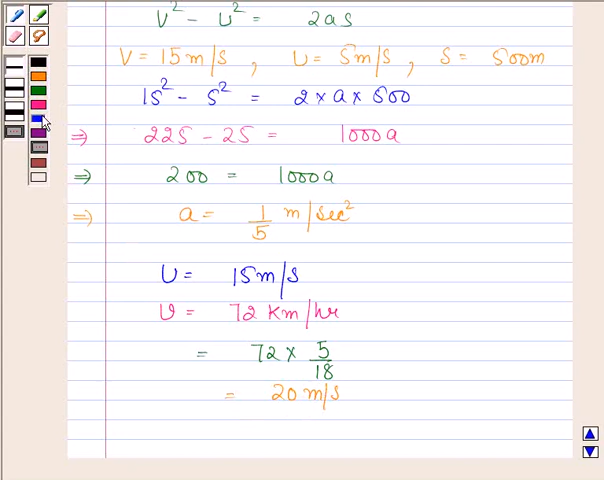 V² - U² = 2as
V = 15 m/s , U = 5 m/s , S = 500m
15² - 5² = 2 × a × 500
⇒ 225 - 25 = 1000a
⇒ 200 = 1000a
⇒ a = 1/5 m/sec²
U = 15 m/s
V = 72 Km/hr
= 72 × 5/18
= 20 m/s